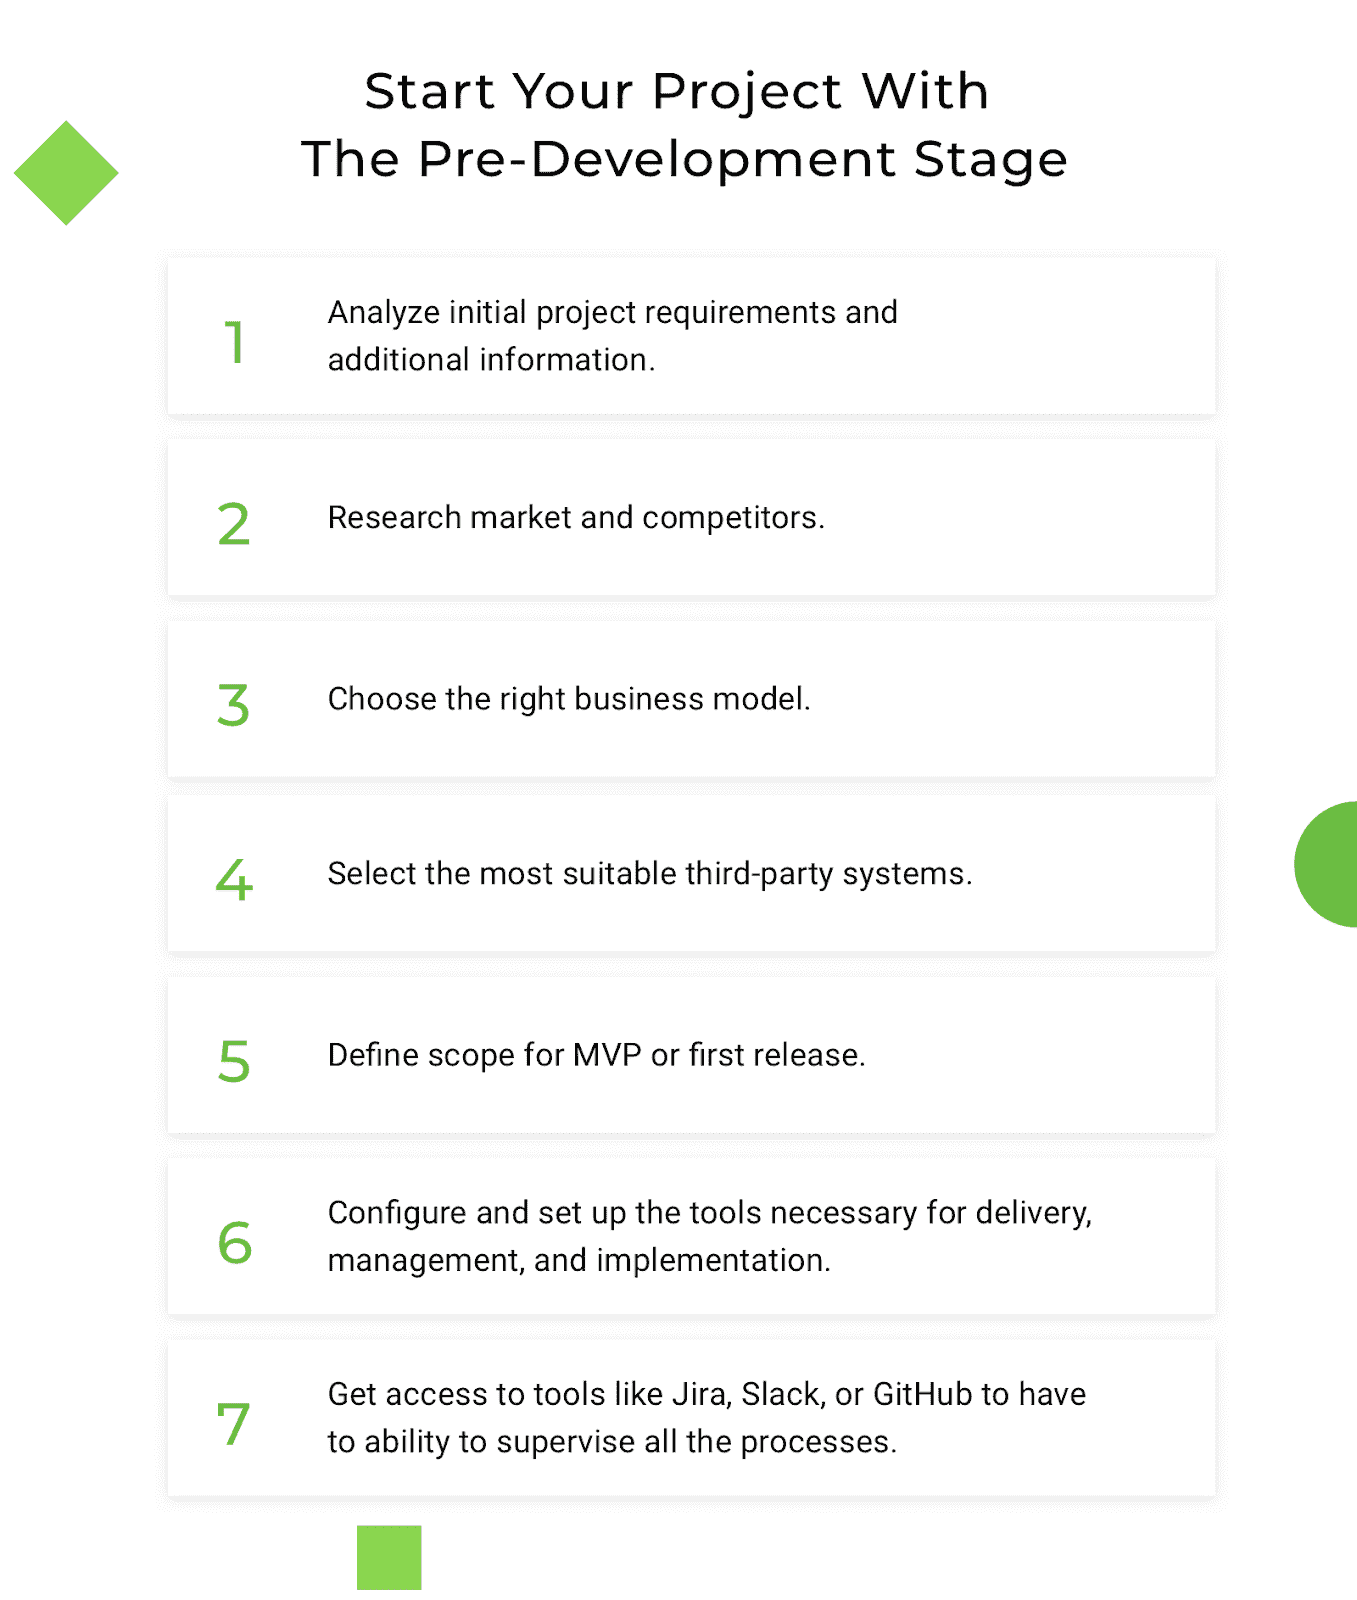 Start Your Project With
The Pre-Development Stage
1
Analyze initial project requirements and
additional information.
2
Research market and competitors.
3
Choose the right business model.
4
Select the most suitable third-party systems.
5
Define scope for MVP or first release.
6
Configure and set up the tools necessary for delivery,
management, and implementation.
7
Get access to tools like Jira, Slack, or GitHub to have
to ability to supervise all the processes.